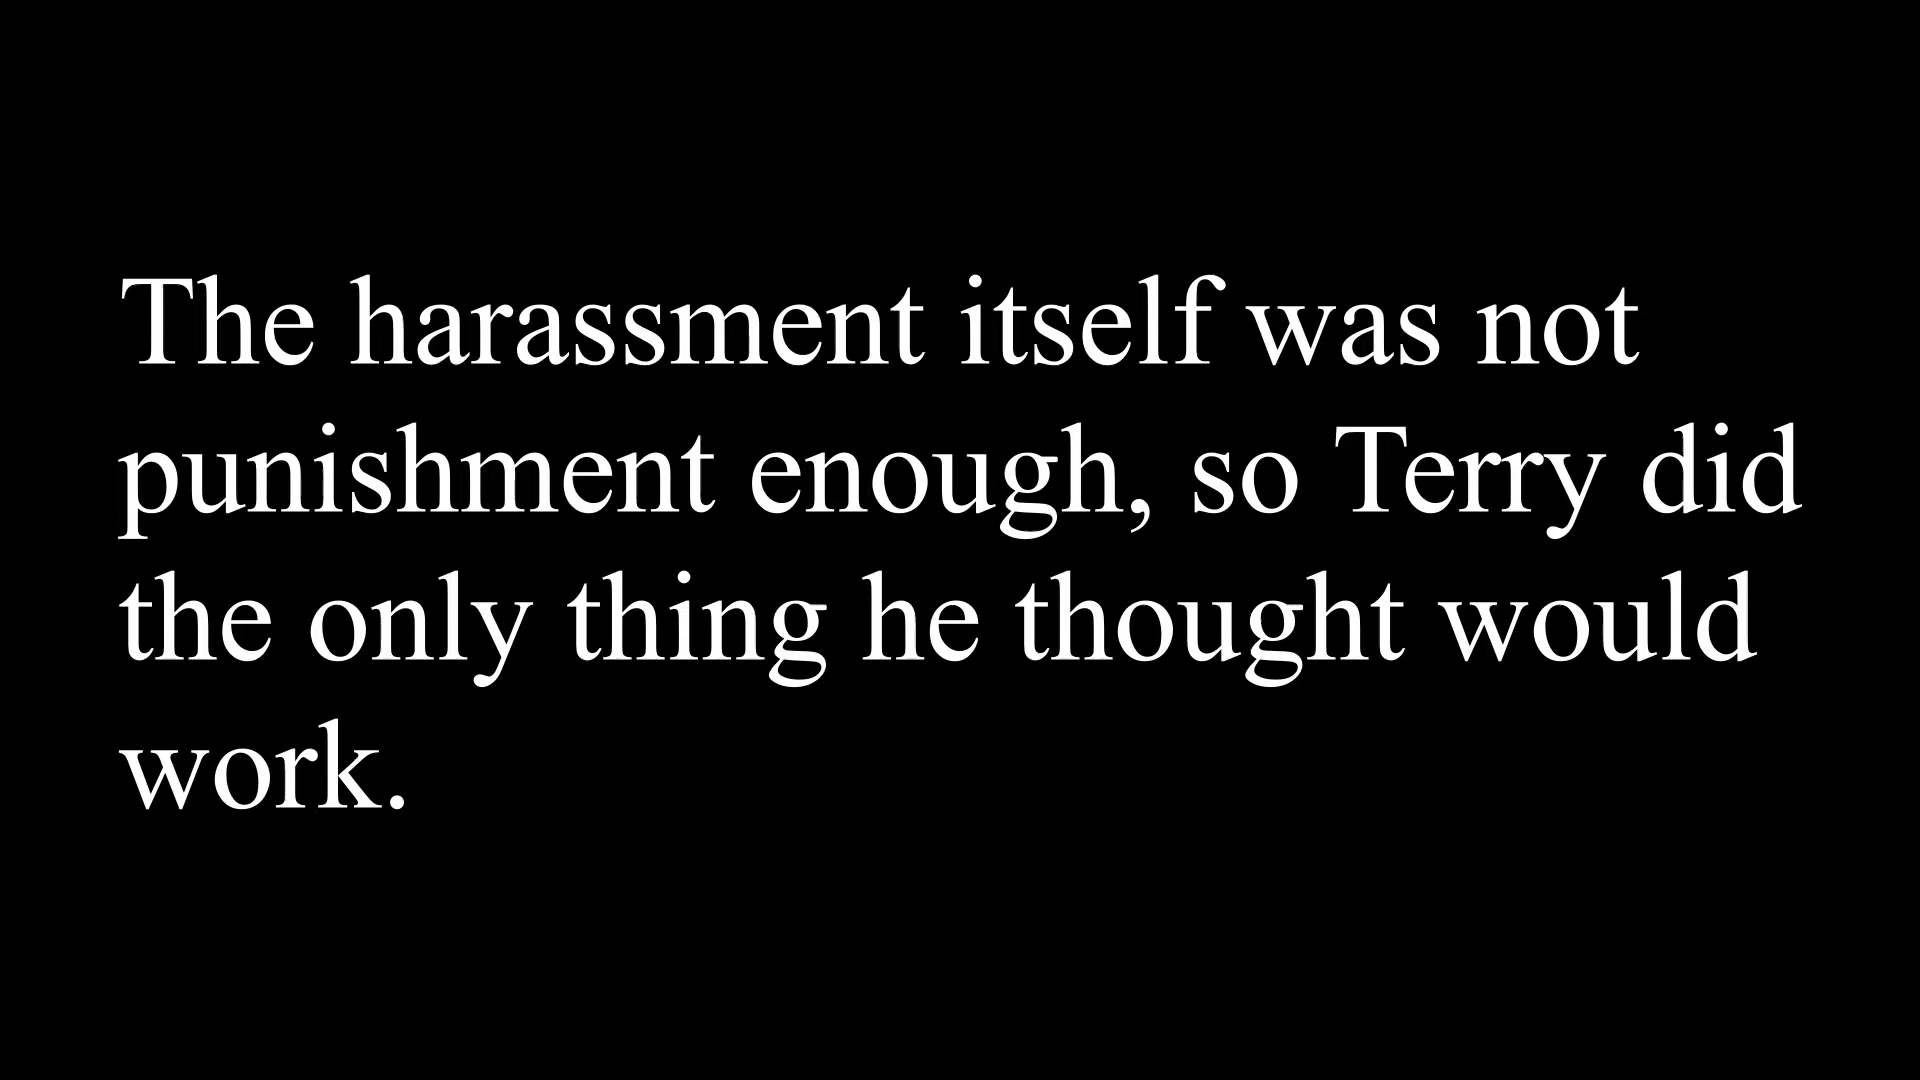 The harassment itself was not
punishment enough, so Terry did
the only thing he thought would
work.